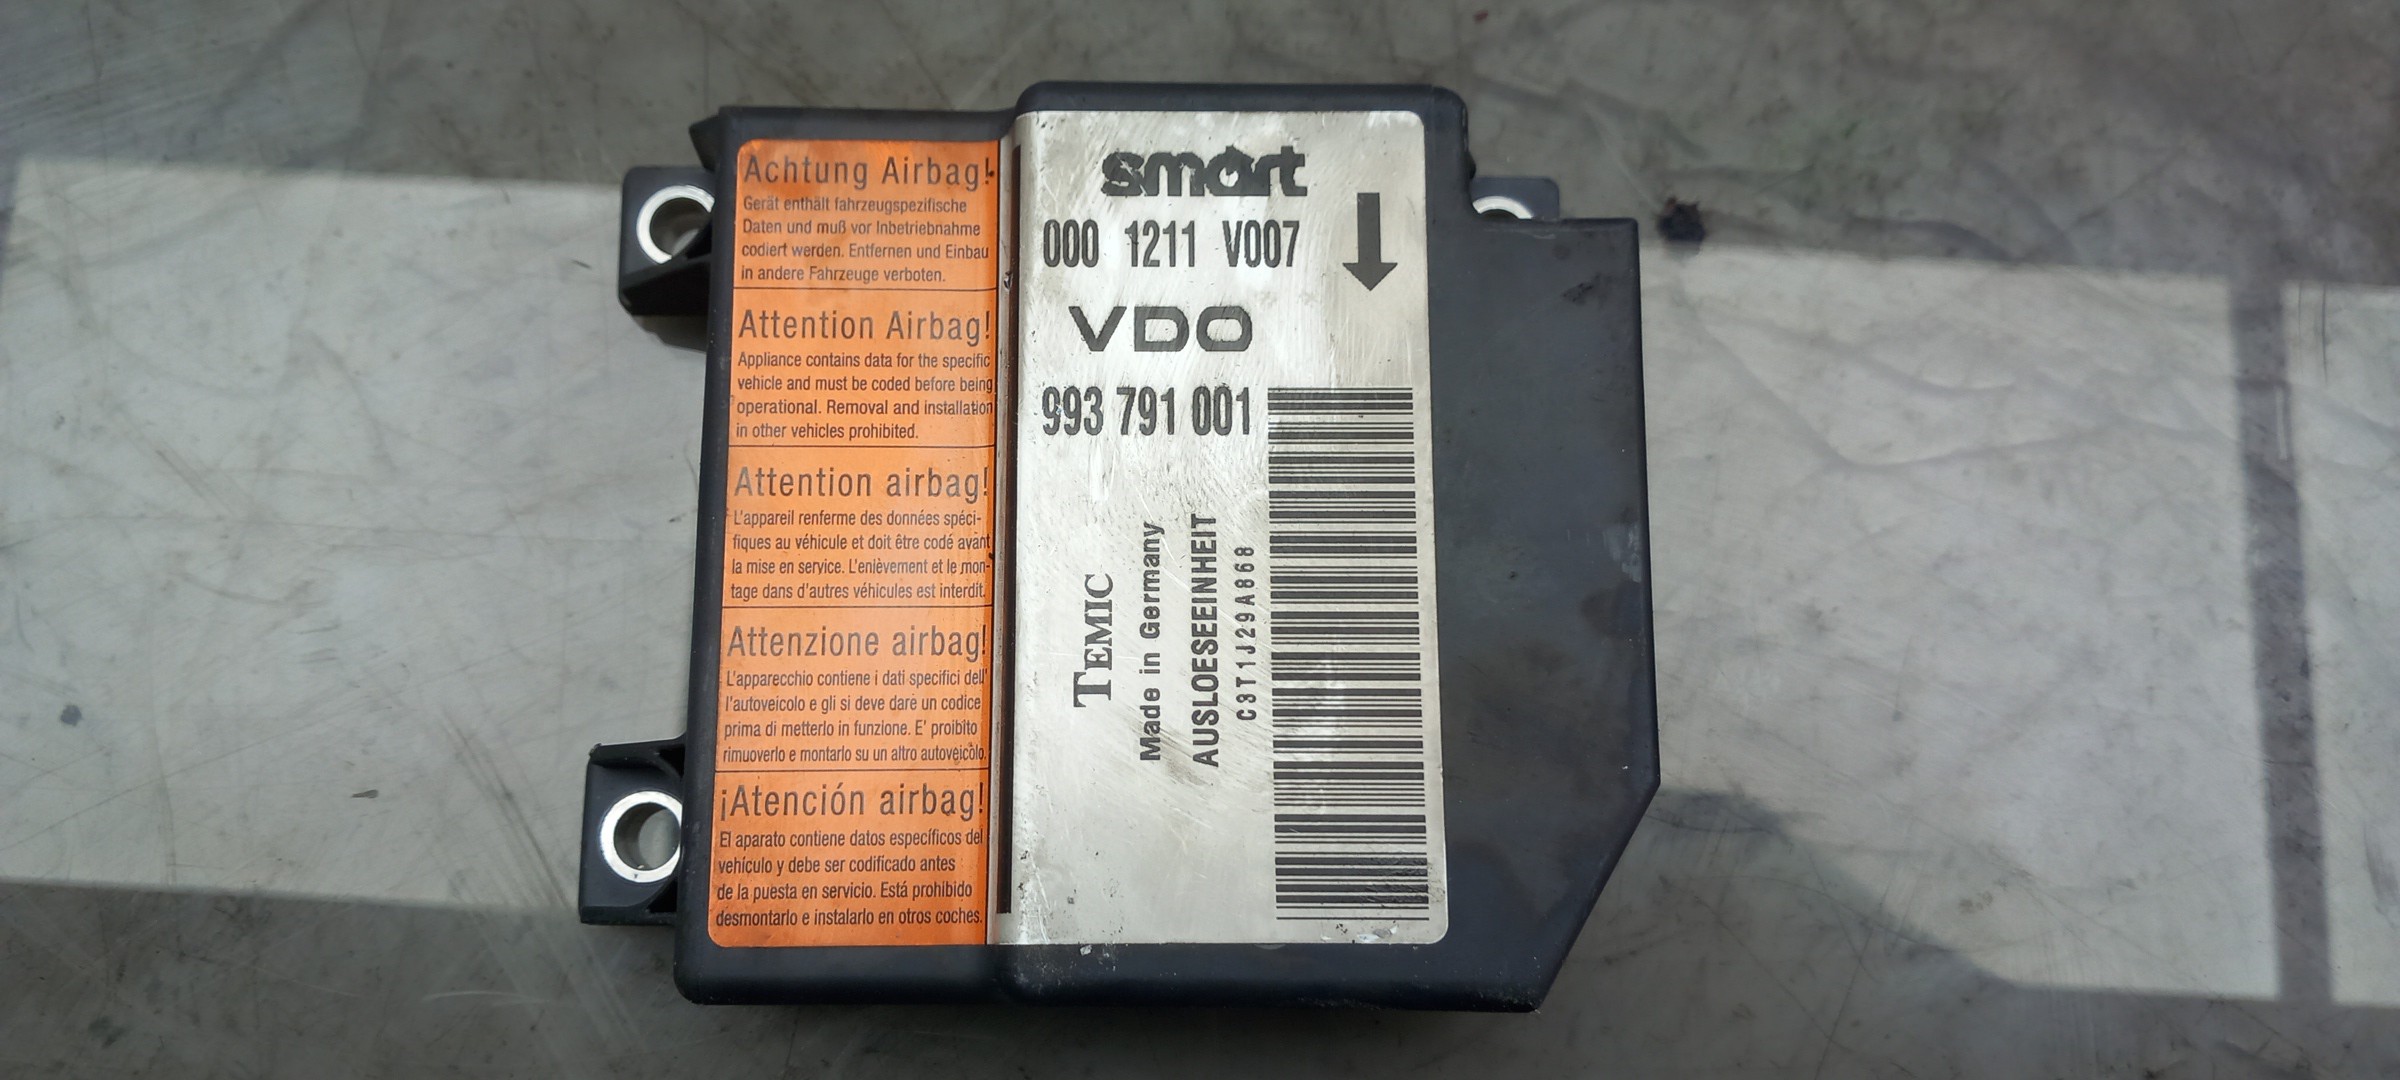 Achtung Airbag!
Gerät enthält fahrzeugspezifische
Daten und muß vor Inbetriebnahme
codiert werden. Entfernen und Einbau
in andere Fahrzeuge verboten.
Attention Airbag!
Appliance contains data for the specific
vehicle and must be coded before being
operational. Removal and installation
in other vehicles prohibited.
Attention airbag!
L'appareil renferme des données spéci-
fiques au véhicule et doit être codé avant
la mise en service. L'enlèvement et le mon-
tage dans d'autres véhicules est interdit.
Attenzione airbag!
L'apparecchio contiene i dati specifici dell'
l'autoveicolo e gli si deve dare un codice
prima di metterlo in funzione. E' proibito
rimuoverlo e montarlo su un altro autoveicolo.
¡Atención airbag!
El aparato contiene datos específicos del
vehículo y debe ser codificado antes
de la puesta en servicio. Está prohibido
desmontarlo e instalarlo en otros coches.
smart
000 1211 V007
VDO
993 791 001
TEMIC
Made in Germany
AUSLOESEEINHEIT
C3T1J29A868